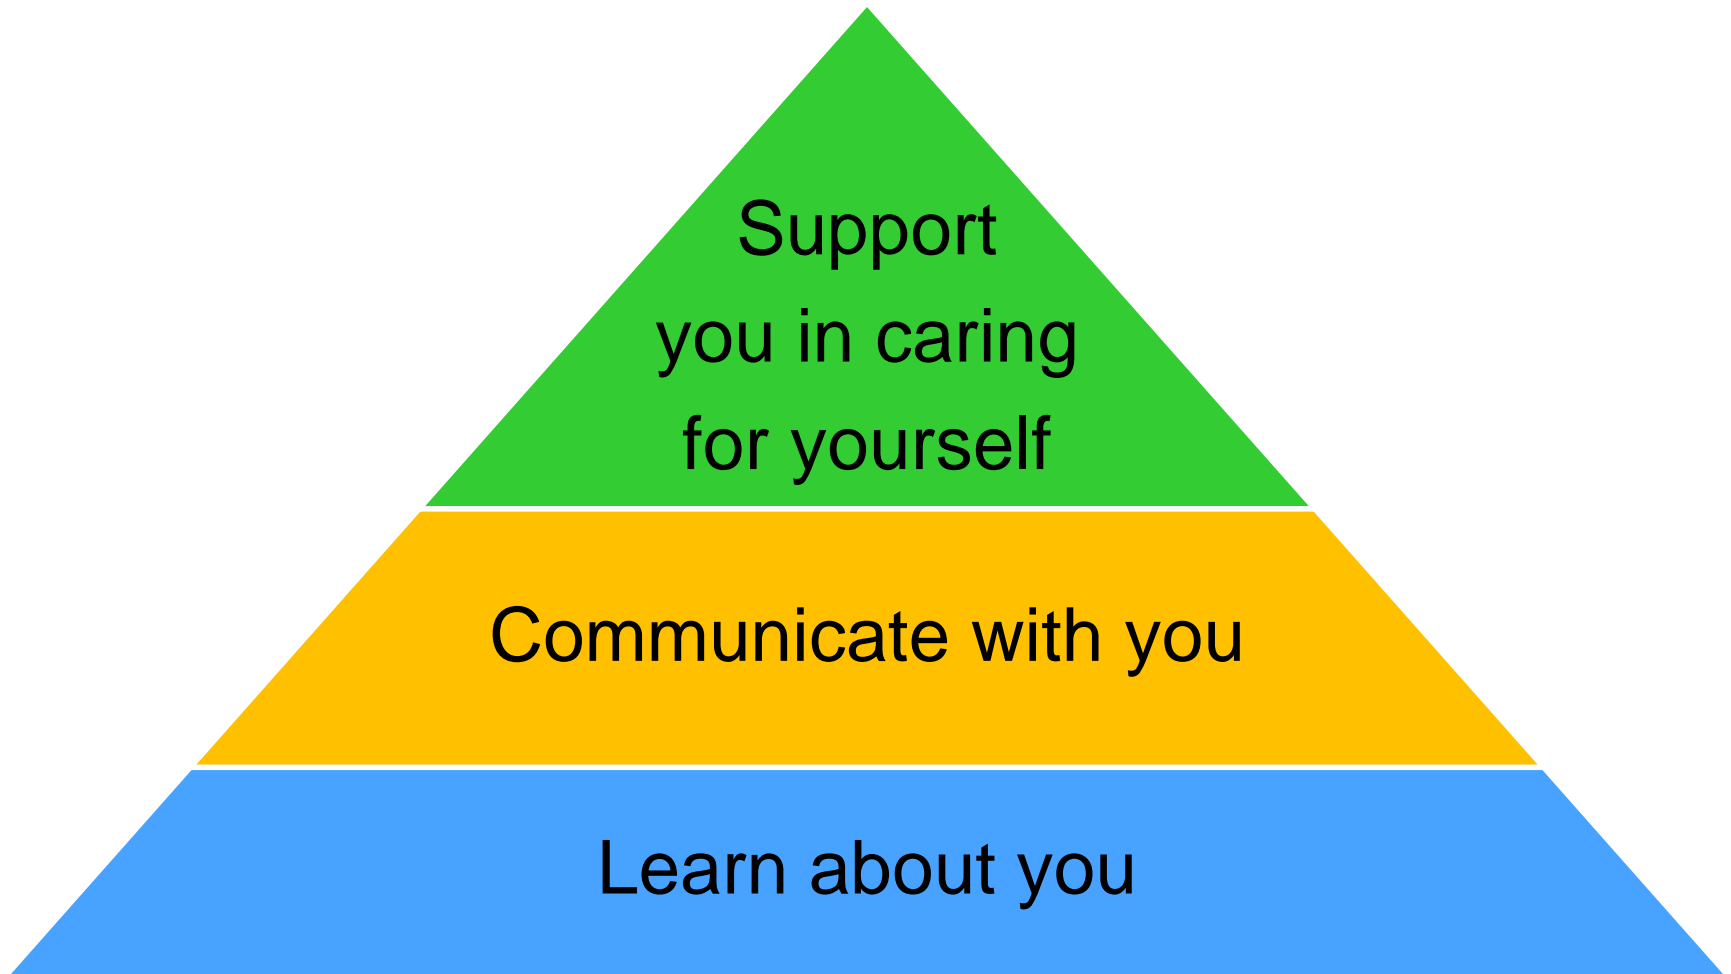 Support
you in caring
for yourself
Communicate with you
Learn about you